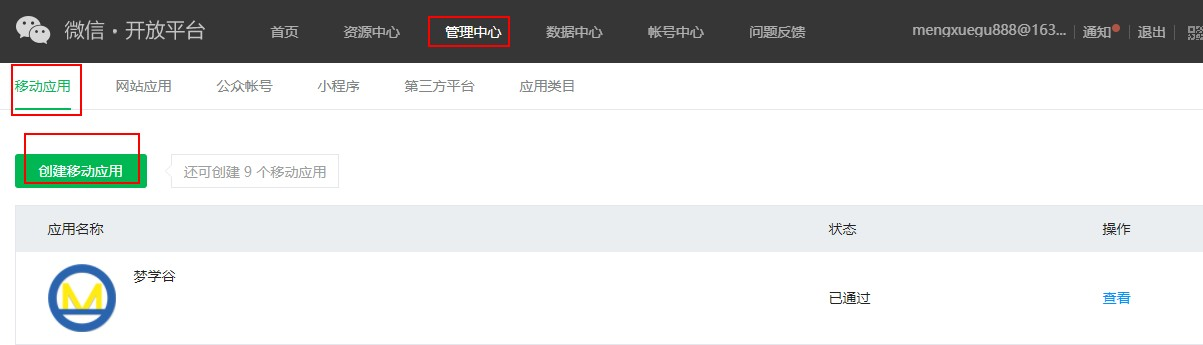 微信·开放平台 首页 资源中心 管理中心 数据中心 帐号中心 问题反馈 mengxuegu888@163... 通知 退出
移动应用 网站应用 公众帐号 小程序 第三方平台 应用类目
创建移动应用 还可创建 9 个移动应用
应用名称 状态 操作
梦学谷
已通过 查看